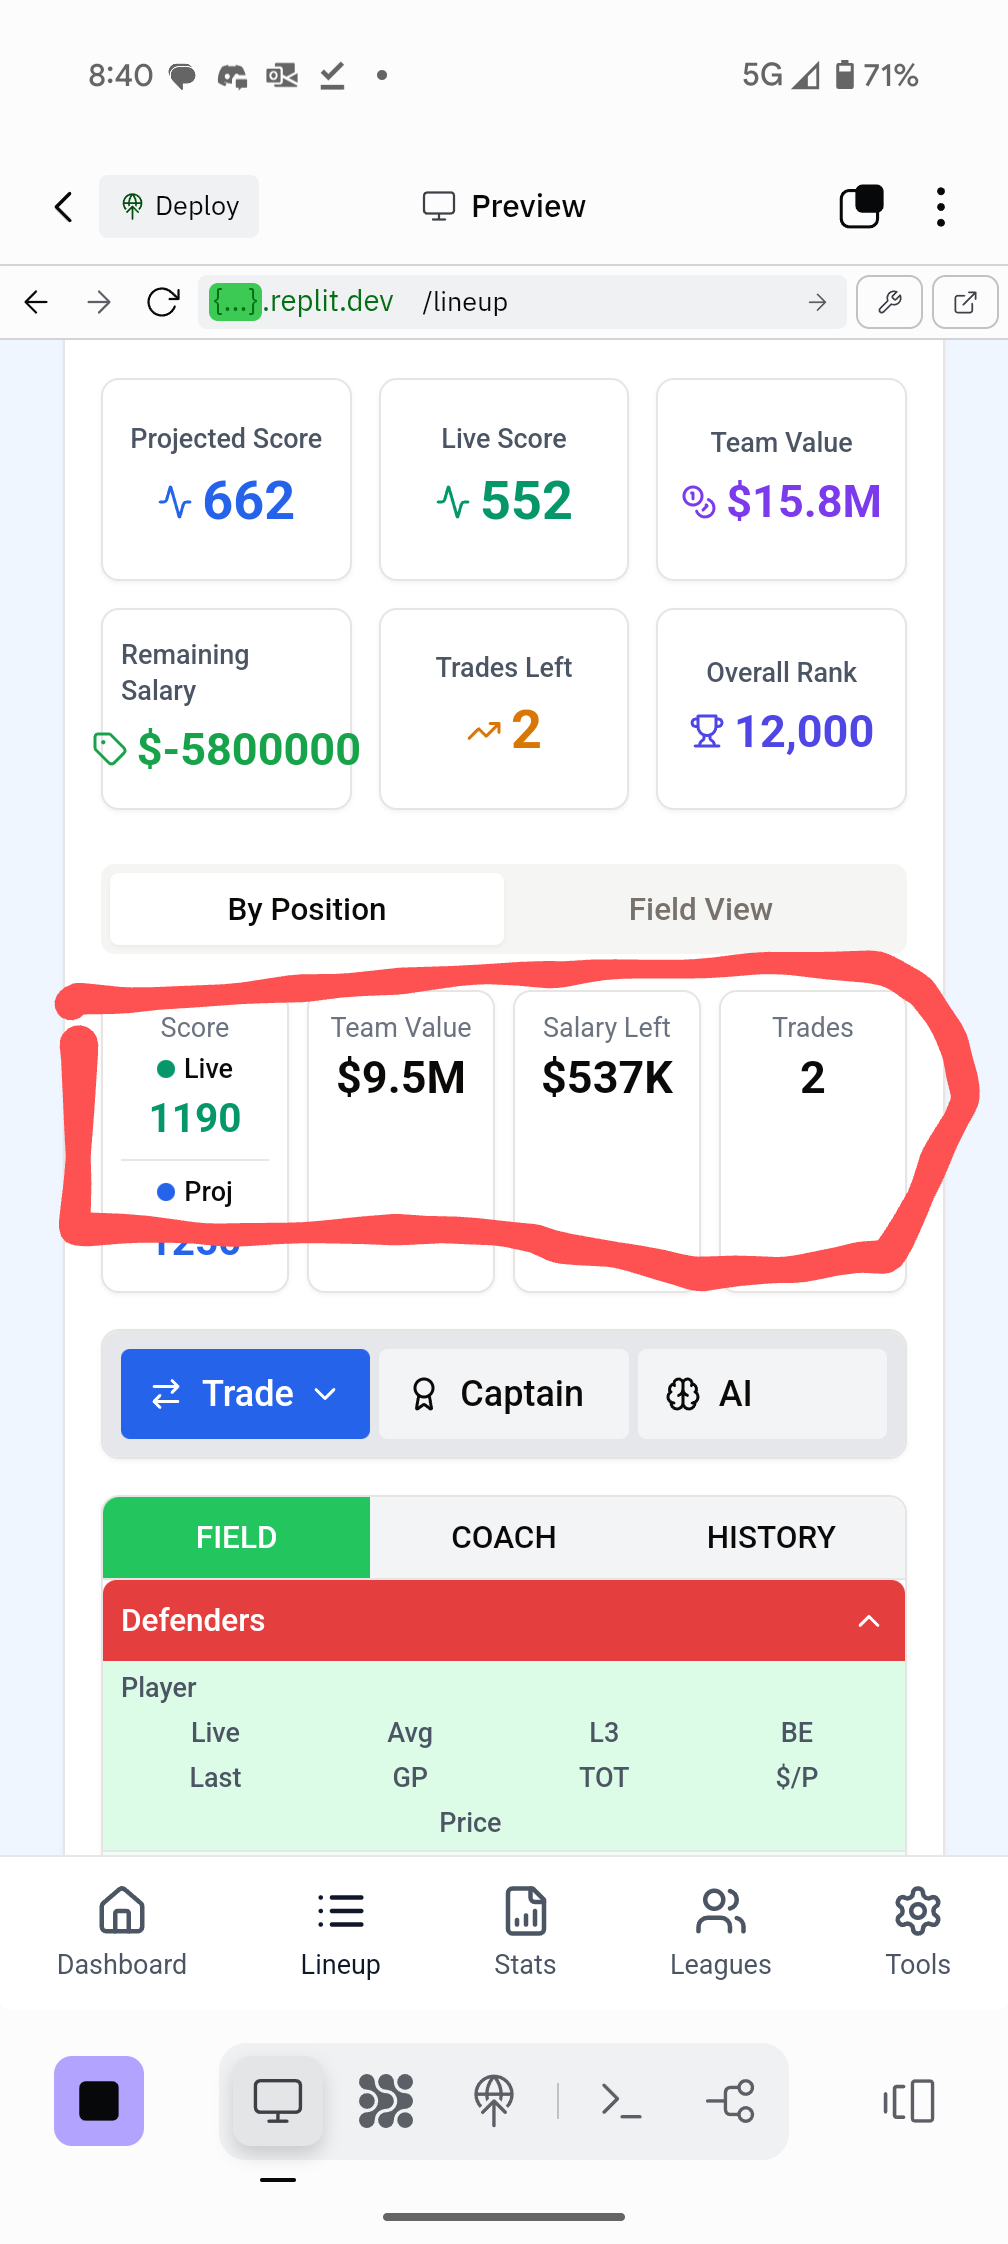 8:40
5G 71%
Deploy
Preview
{...}.replit.dev /lineup
Projected Score
662
Live Score
552
Team Value
$15.8M
Remaining
Salary
$-5800000
Trades Left
2
Overall Rank
12,000
By Position
Field View
Score
Live
1190
Proj
Team Value
$9.5M
Salary Left
$537K
Trades
2
Trade
Captain
AI
FIELD
COACH
HISTORY
Defenders
Player
Live Avg L3 BE
Last GP TOT $/P
Price
Dashboard
Lineup
Stats
Leagues
Tools